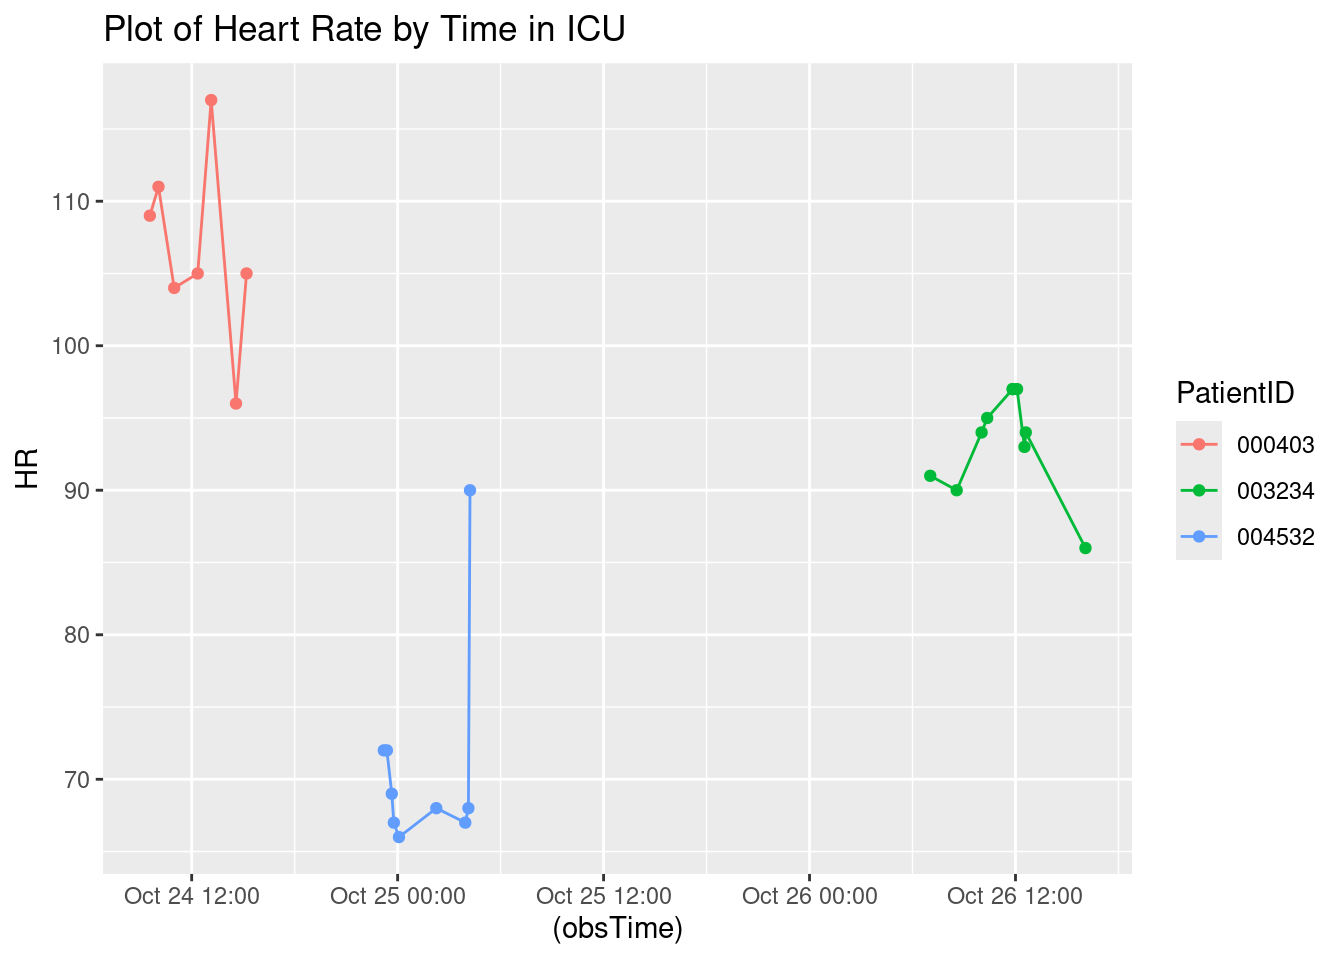 Plot of Heart Rate by Time in ICU
110
100
90
80
70
HR
Oct 24 12:00 Oct 25 00:00 Oct 25 12:00 Oct 26 00:00 Oct 26 12:00
(obsTime)
PatientID
000403
003234
004532